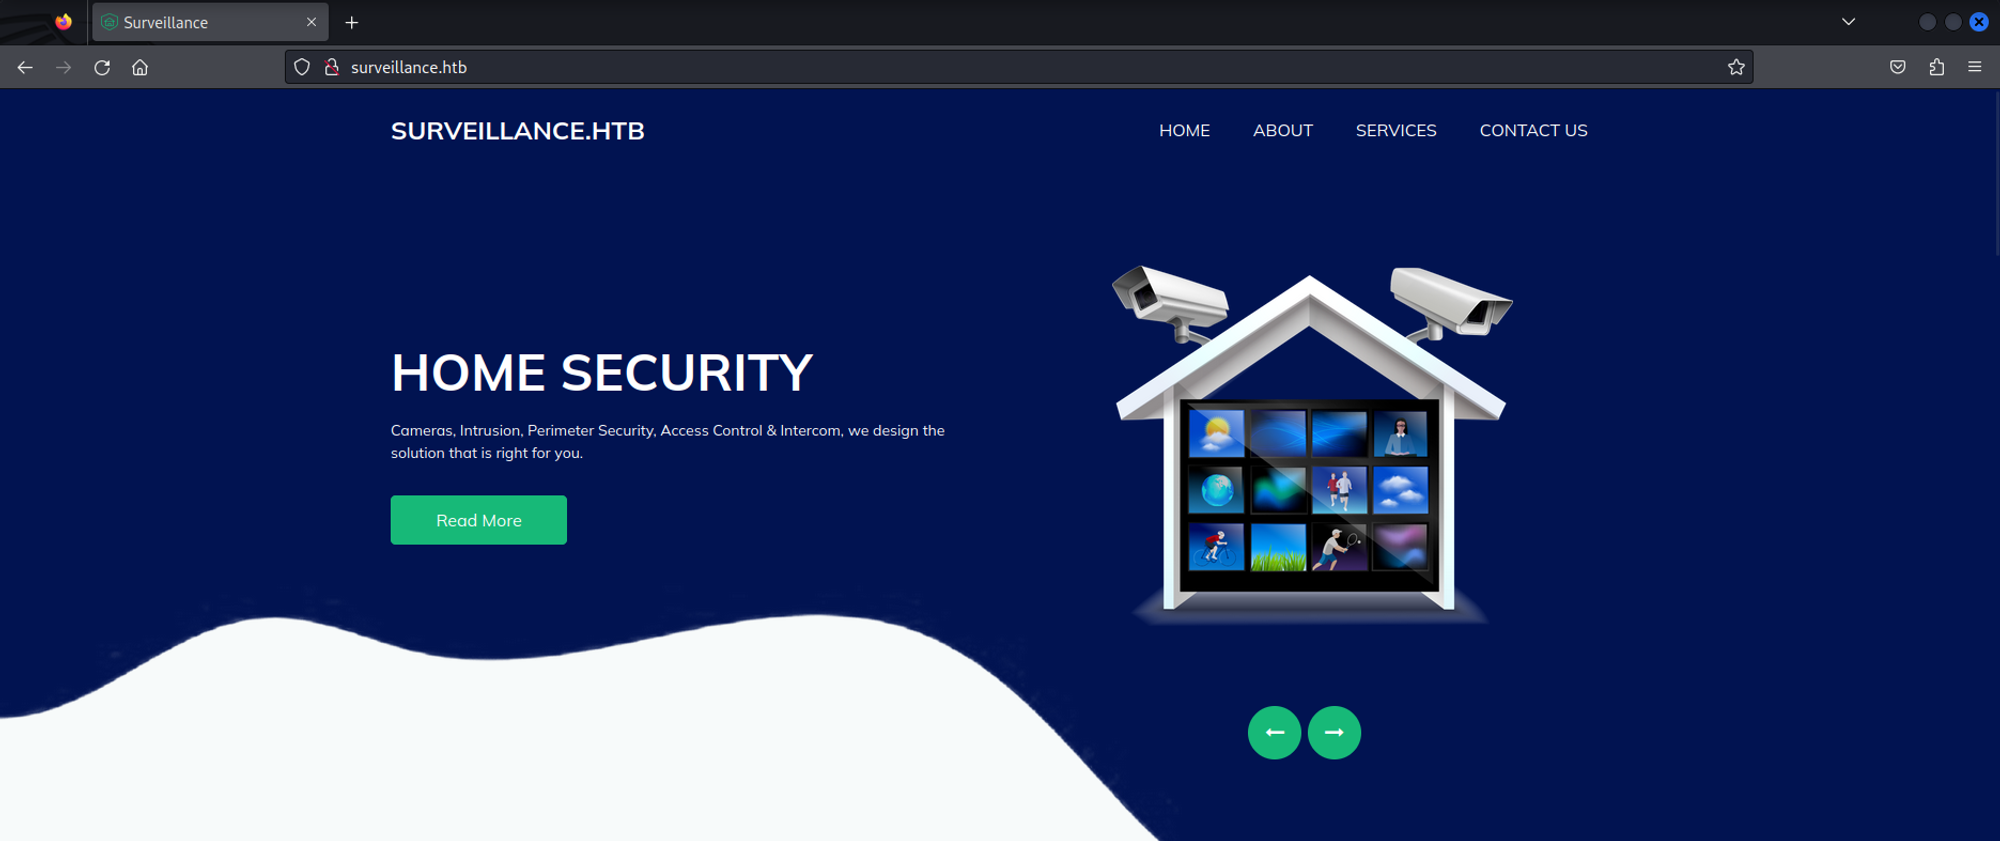 Surveillance
surveillance.htb
SURVEILLANCE.HTB
HOME ABOUT SERVICES CONTACT US
HOME SECURITY
Cameras, Intrusion, Perimeter Security, Access Control & Intercom, we design the
solution that is right for you.
Read More